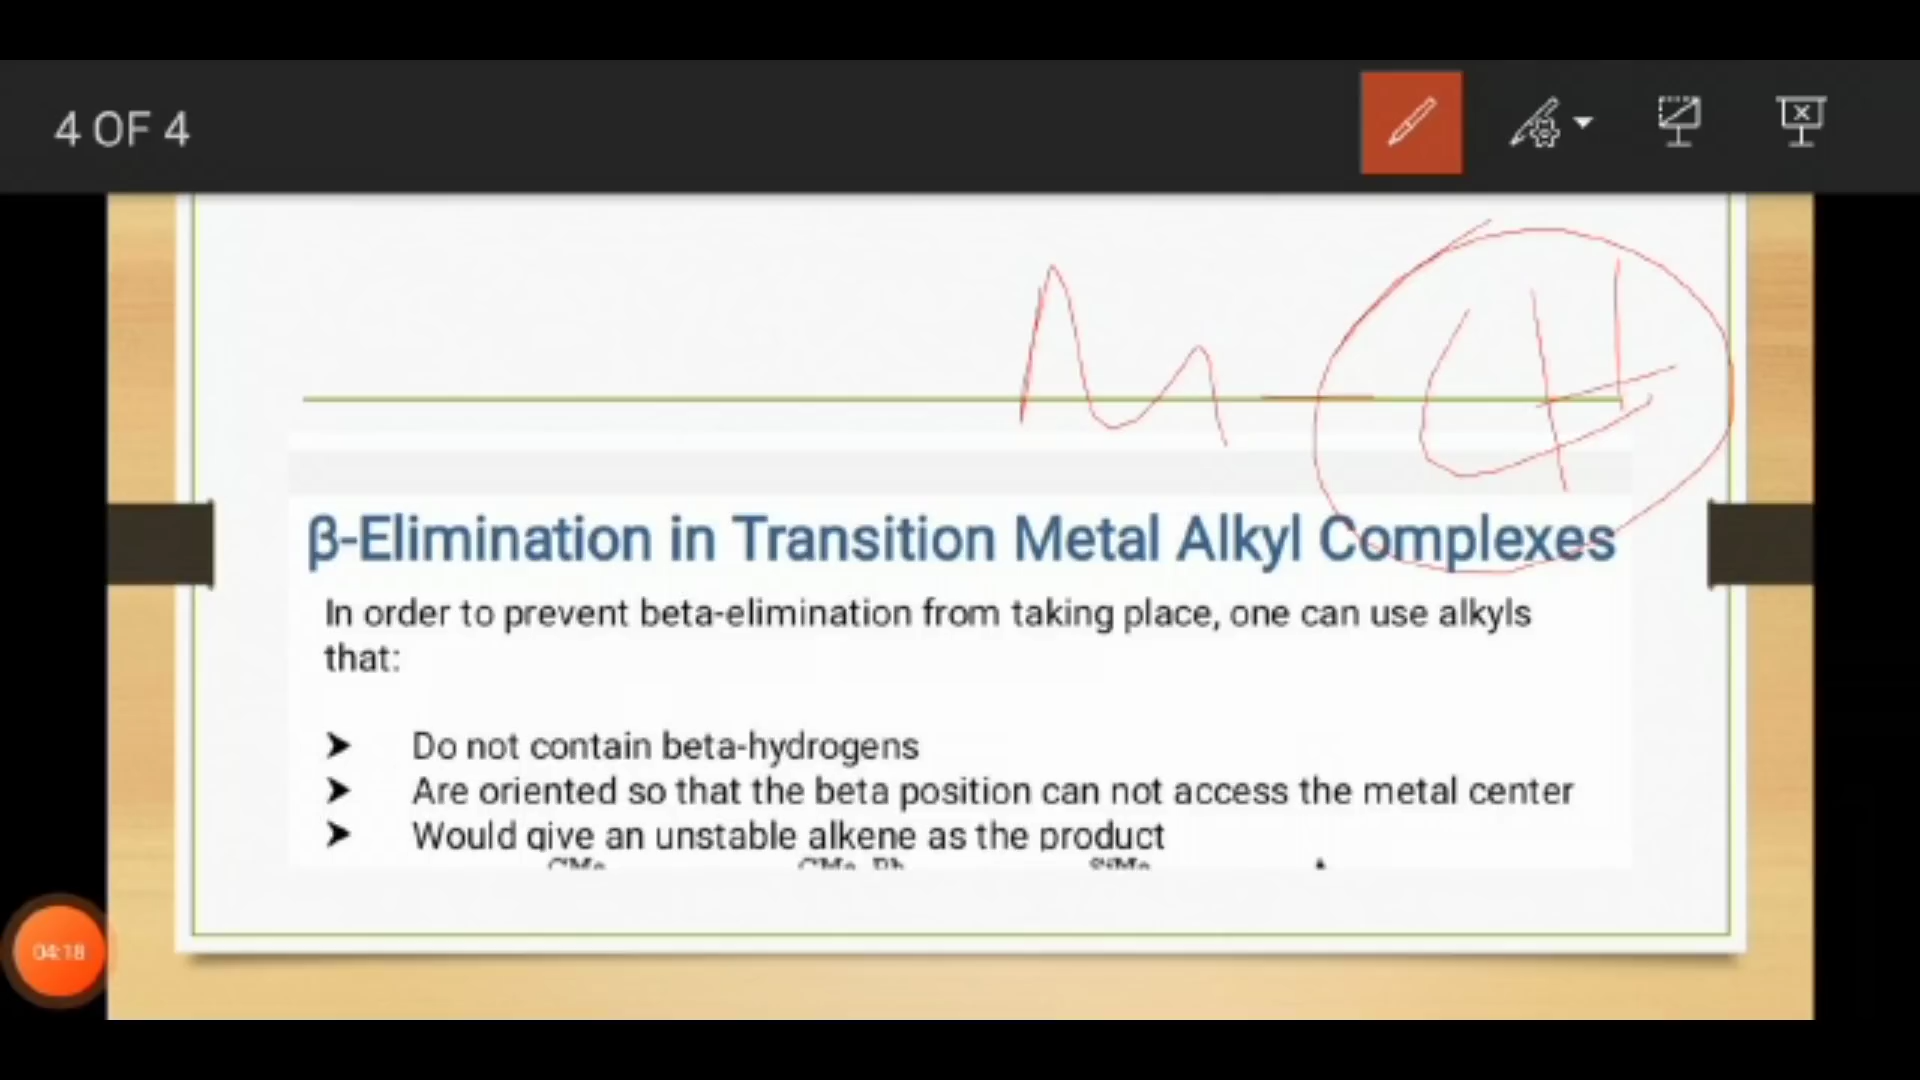 4 OF 4
M — CH
β-Elimination in Transition Metal Alkyl Complexes
In order to prevent beta-elimination from taking place, one can use alkyls
that:
➤ Do not contain beta-hydrogens
➤ Are oriented so that the beta position can not access the metal center
➤ Would give an unstable alkene as the product
04:18